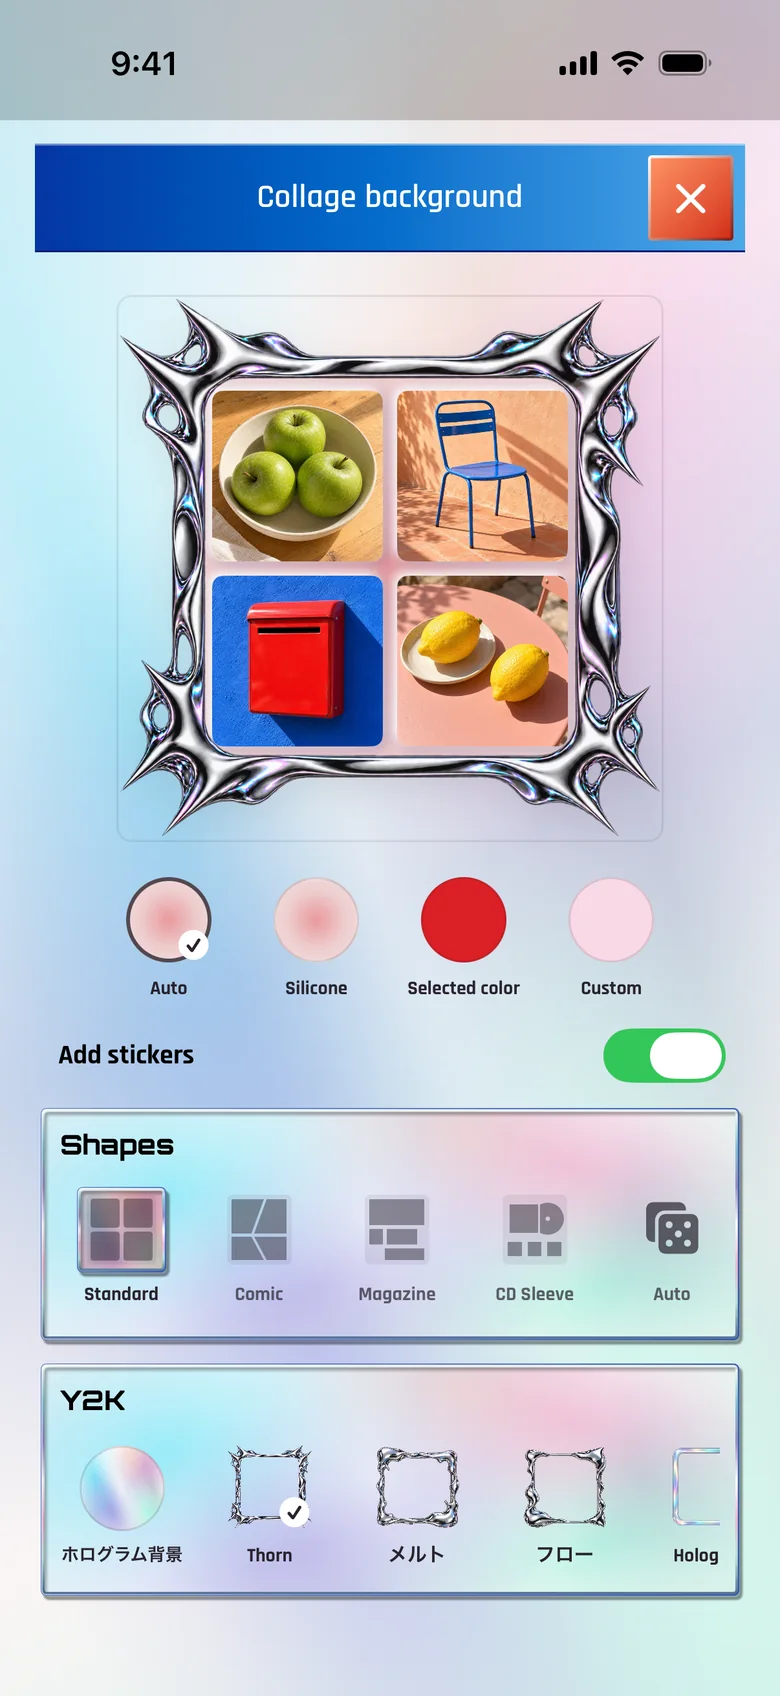 9:41
Collage background
Auto
Silicone
Selected color
Custom
Add stickers
Shapes
Standard
Comic
Magazine
CD Sleeve
Auto
Y2K
ホログラム背景
Thorn
メルト
フロー
Holog